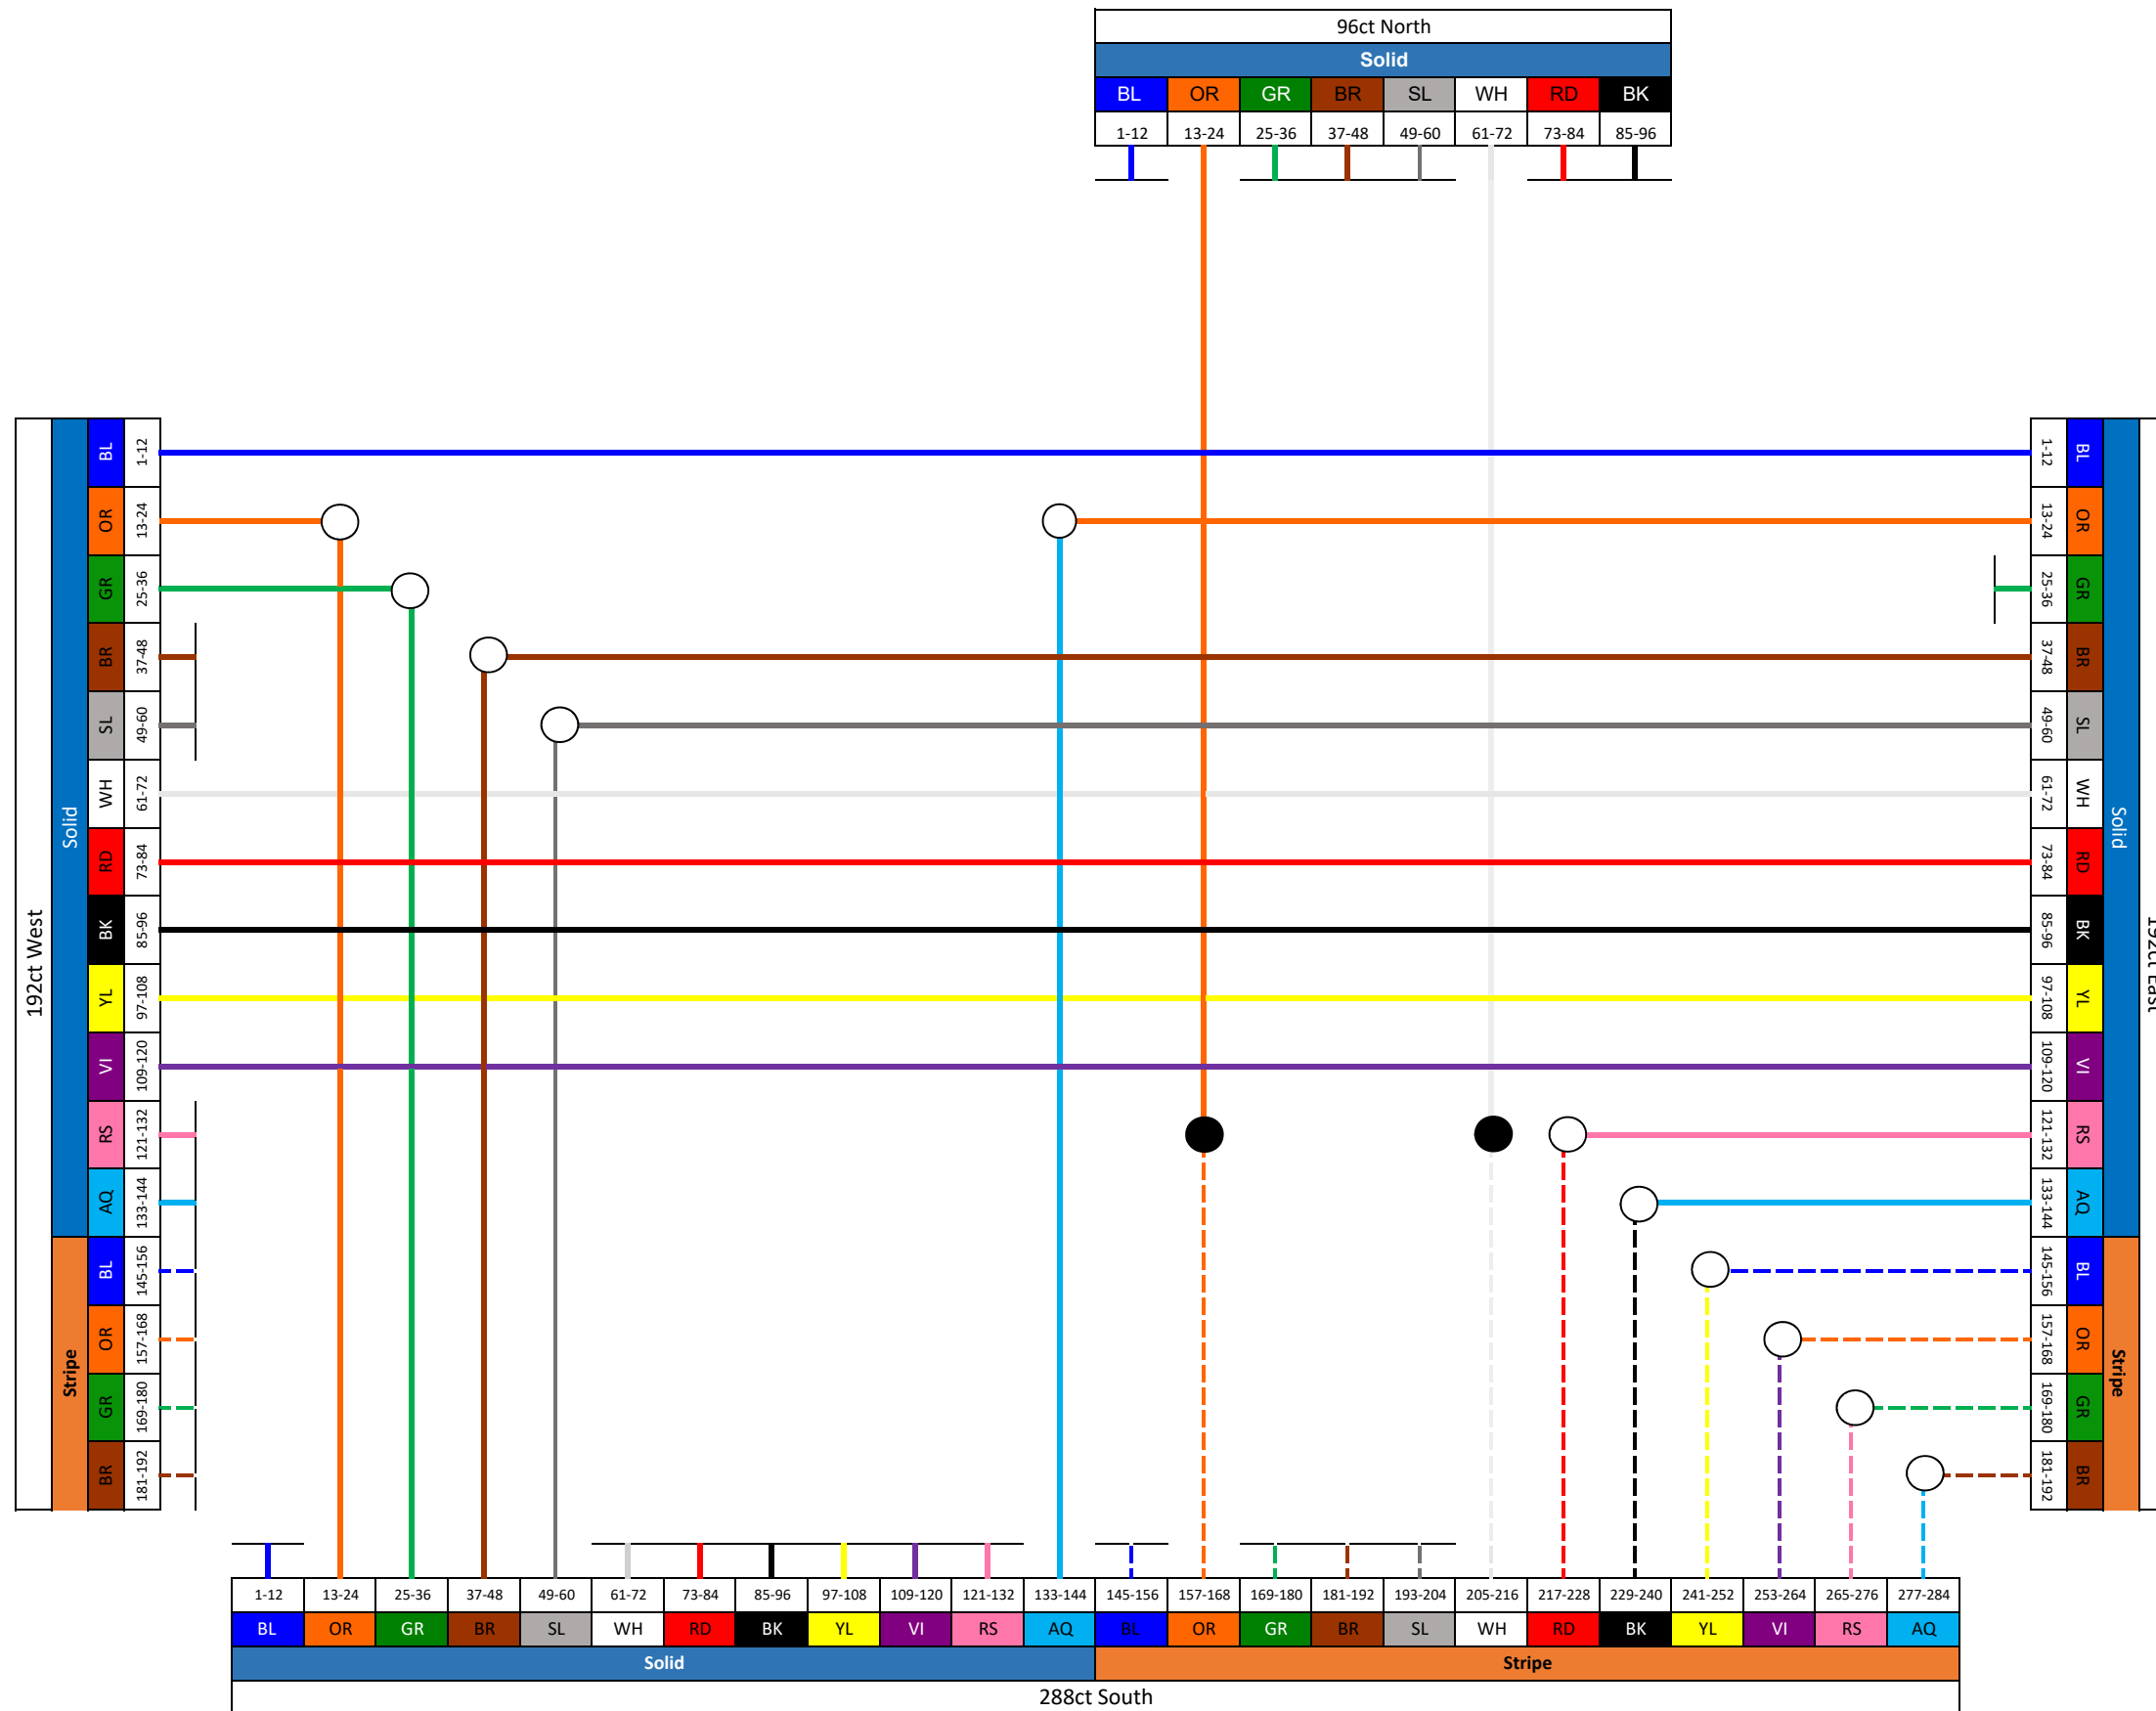 96ct North
Solid
BL OR GR BR SL WH RD BK
1-12 13-24 25-36 37-48 49-60 61-72 73-84 85-96
192ct West
Solid
Stripe
BL 1-12
OR 13-24
GR 25-36
BR 37-48
SL 49-60
WH 61-72
RD 73-84
BK 85-96
YL 97-108
VI 109-120
RS 121-132
AQ 133-144
BL 145-156
OR 157-168
GR 169-180
BR 181-192
1-12 BL
13-24 OR
25-36 GR
37-48 BR
49-60 SL
61-72 WH
73-84 RD
85-96 BK
97-108 YL
109-120 VI
121-132 RS
133-144 AQ
145-156 BL
157-168 OR
169-180 GR
181-192 BR
Solid
Stripe
192ct East
1-12 13-24 25-36 37-48 49-60 61-72 73-84 85-96 97-108 109-120 121-132 133-144 145-156 157-168 169-180 181-192 193-204 205-216 217-228 229-240 241-252 253-264 265-276 277-284
BL OR GR BR SL WH RD BK YL VI RS AQ BL OR GR BR SL WH RD BK YL VI RS AQ
Solid Stripe
288ct South